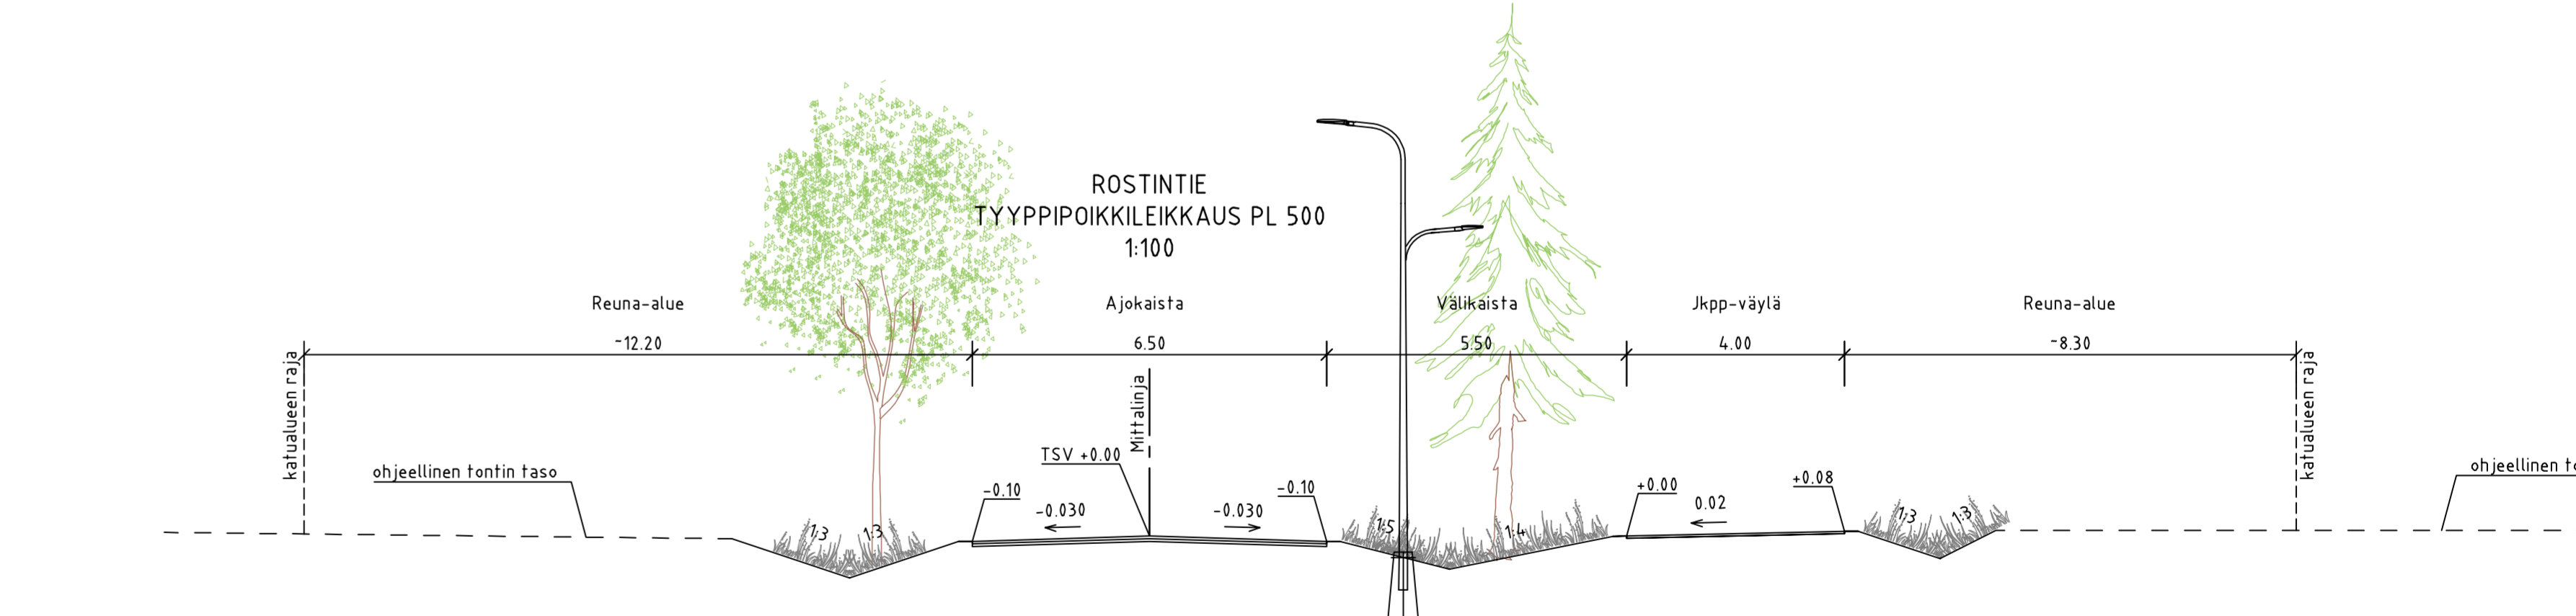 ROSTINTIE
TYYPPIPOIKKILEIKKAUS PL 500
1:100
Reuna-alue
Ajokaista
Välikaista
Jkpp-väylä
Reuna-alue
~12.20
6.50
5.50
4.00
~8.30
katualueen raja
Mittalinja
katualueen raja
ohjeellinen tontin taso
TSV +0.00
ohjeellinen
-0.10
-0.10
+0.00
+0.08
-0.030
-0.030
0.02
1:3
1:3
1:5
1:4
1:3
1:3